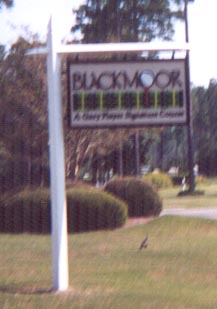 BLACKMOOR
A Gary Player Signature Course